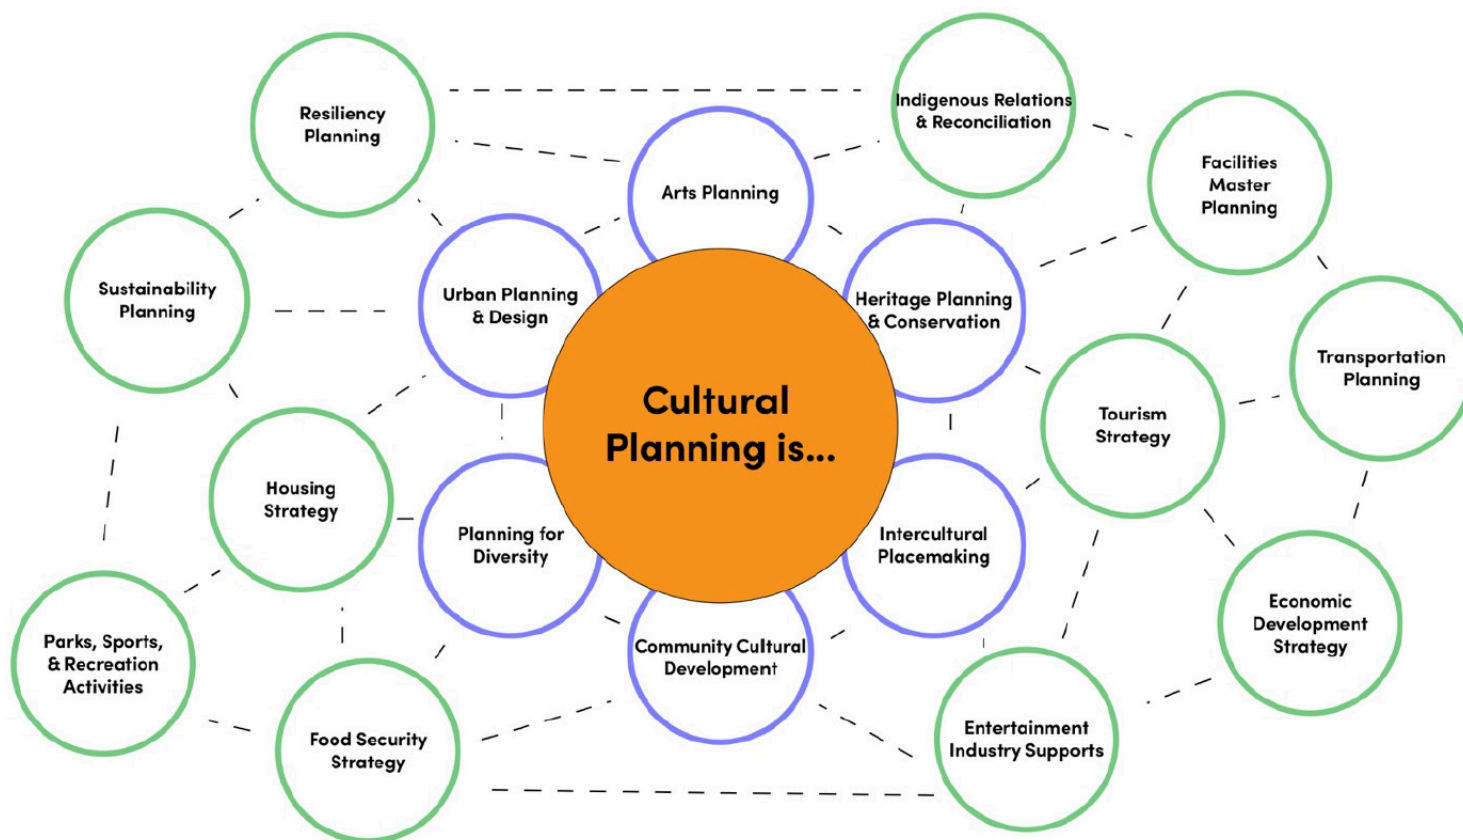 Resiliency
Planning
Indigenous Relations
& Reconciliation
Arts Planning
Facilities
Master
Planning
Sustainability
Planning
Urban Planning
& Design
Heritage Planning
& Conservation
Transportation
Planning
Cultural
Planning is...
Tourism
Strategy
Housing
Strategy
Planning for
Diversity
Intercultural
Placemaking
Economic
Development
Strategy
Parks, Sports,
& Recreation
Activities
Community Cultural
Development
Food Security
Strategy
Entertainment
Industry Supports